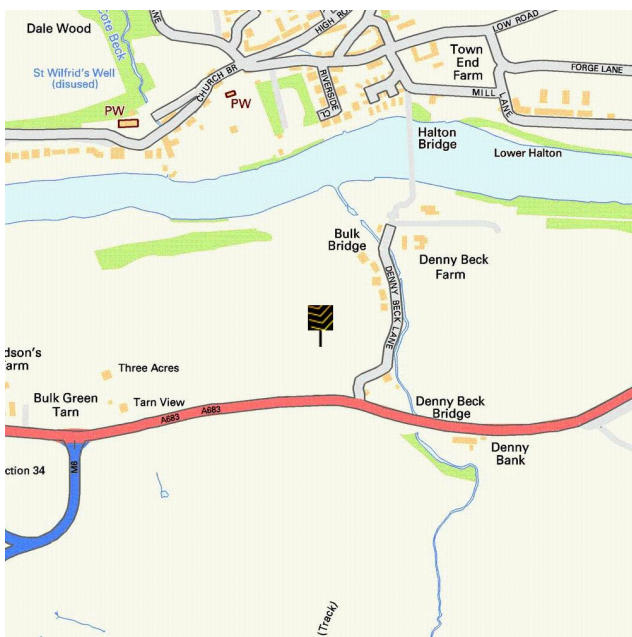 Dale Wood
Cote Beck
LANE
HIGH RO
LOW ROAD
St Wilfrid's Well
(disused)
CHURCH BR
PW
PW
RIVERSIDE
Town
End
Farm
FORGE LANE
MILL
LANE
Halton
Bridge
Lower Halton
Bulk
Bridge
DENNY BECK LANE
Denny Beck
Farm
dson's
arm
Three Acres
Bulk Green
Tarn
Tarn View
A683
A683
Denny Beck
Bridge
Denny
Bank
ction 34
M6
(Track)